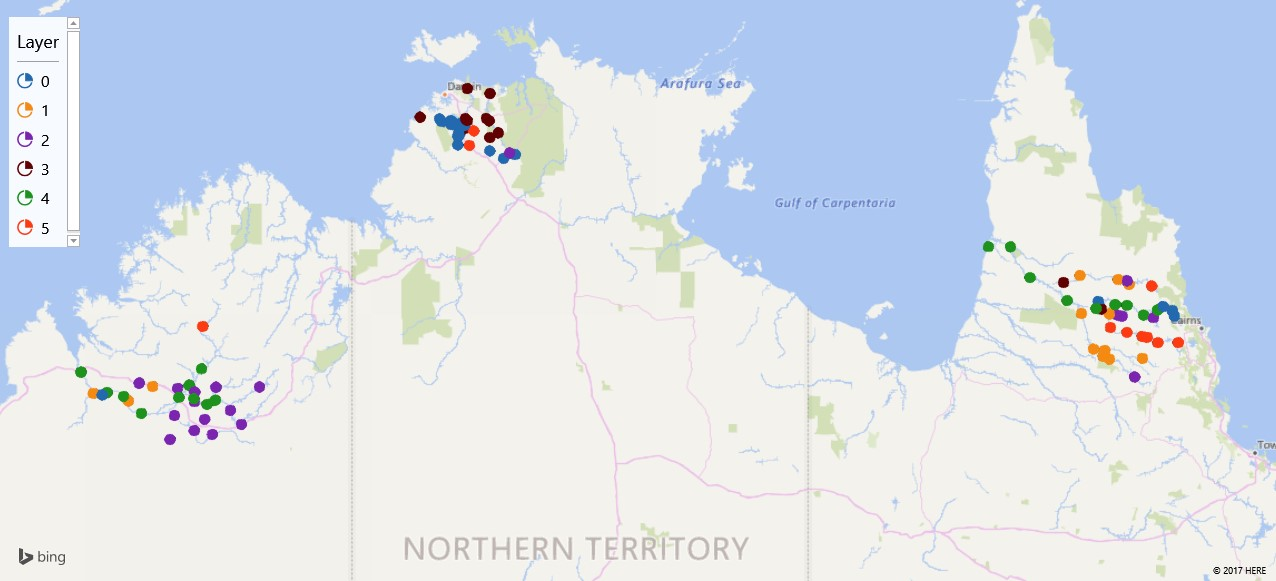 Layer
0
1
2
3
4
5
Arafura Sea
Gulf of Carpentaria
NORTHERN TERRITORY
bing
© 2017 HERE